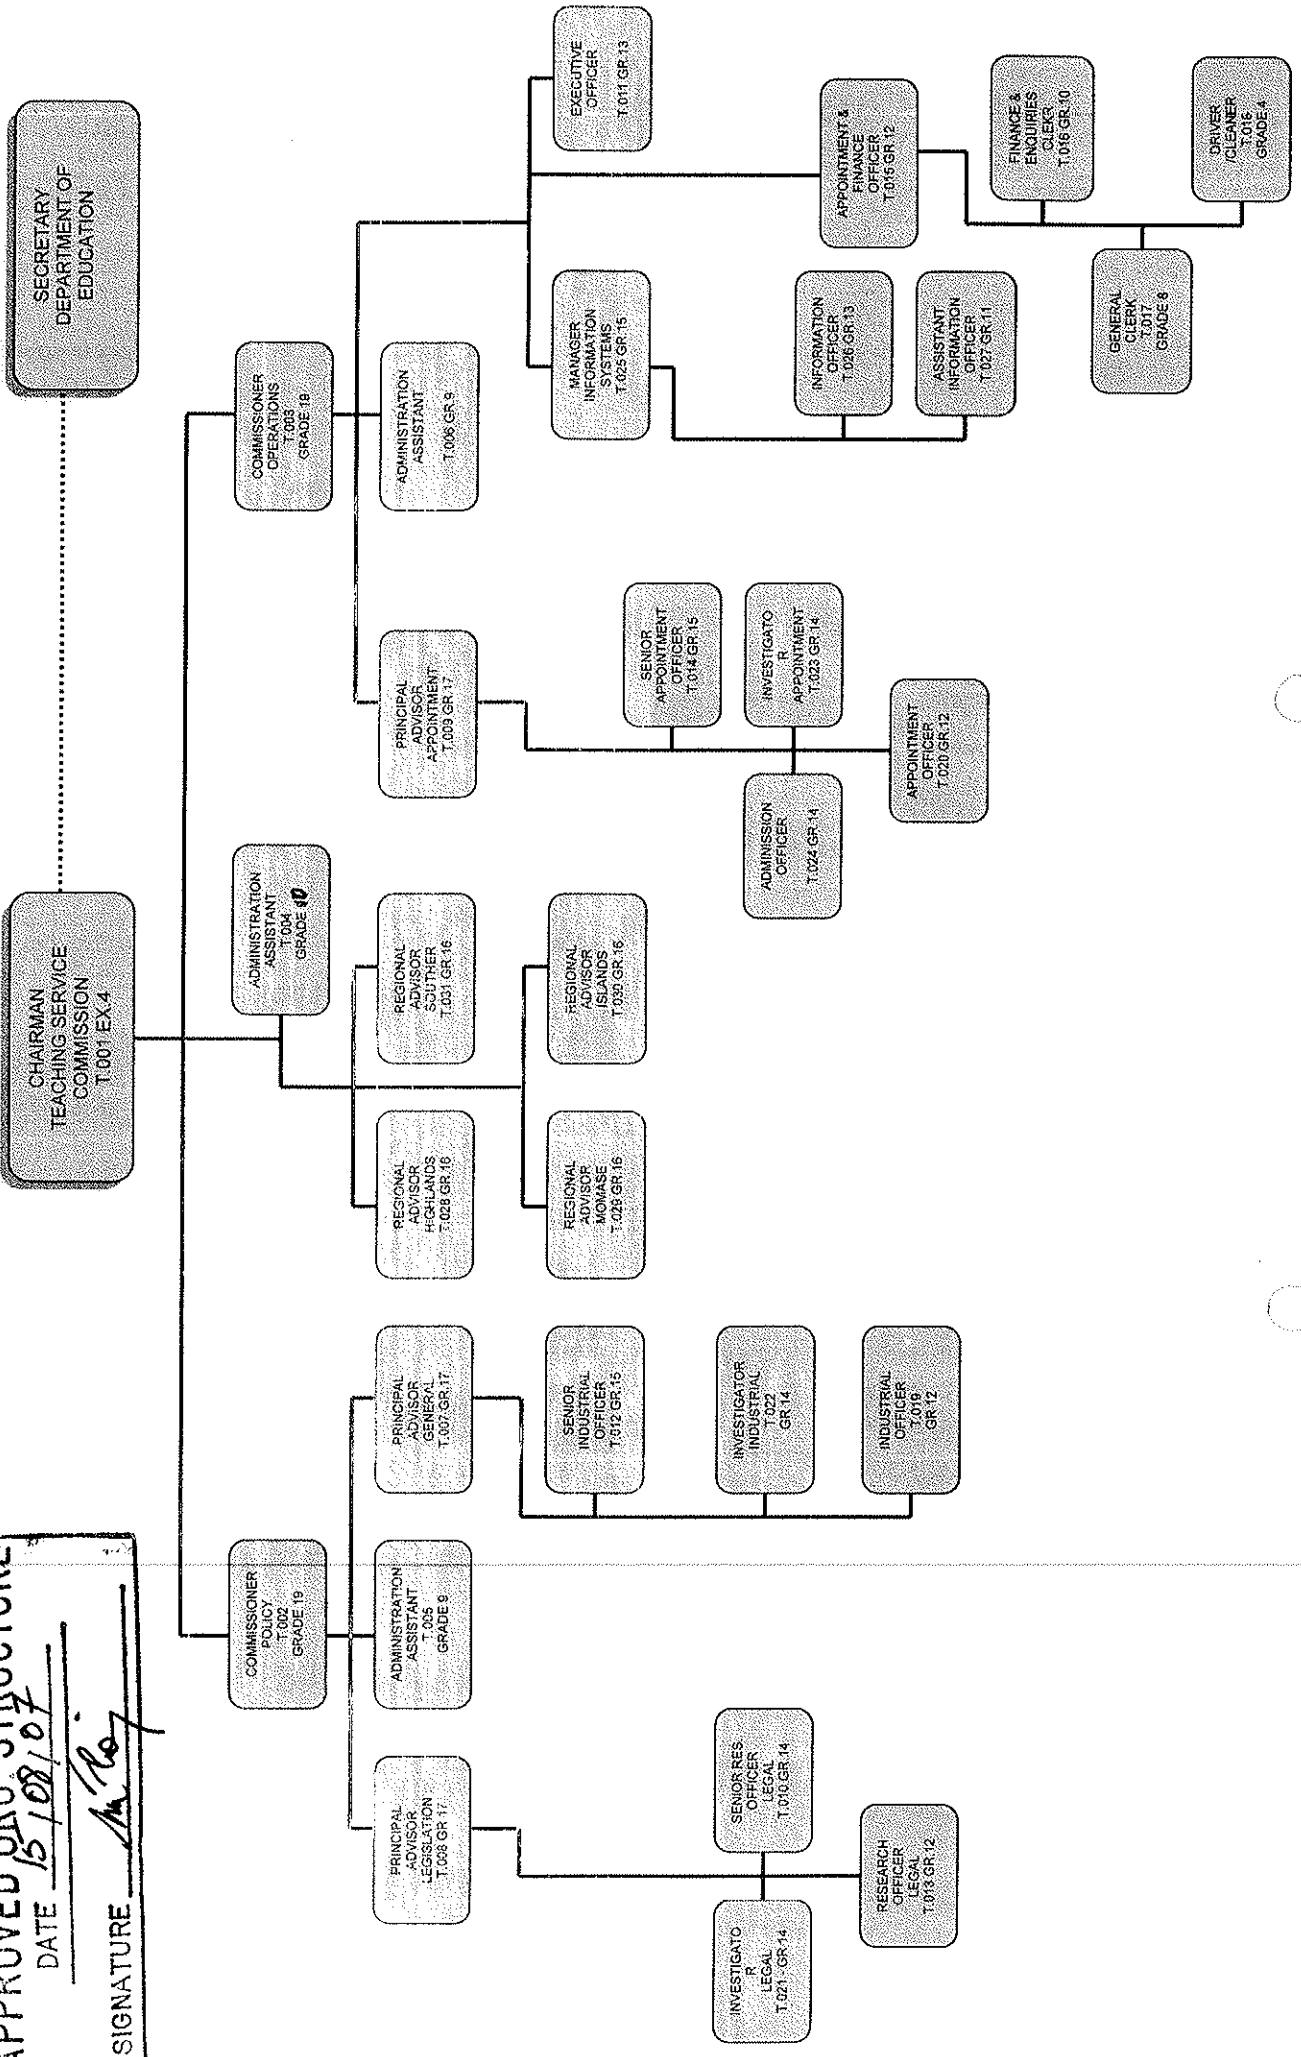 APPROVED ORG STRUCTURE
DATE 15/08/07
SIGNATURE
CHAIRMAN
TEACHING SERVICE
COMMISSION
T.001 EX.4
SECRETARY
DEPARTMENT OF
EDUCATION
COMMISSIONER
POLICY
T.002
GRADE 19
ADMINISTRATION
ASSISTANT
T.004
GRADE 10
COMMISSIONER
OPERATIONS
T.003
GRADE 19
PRINCIPAL
ADVISOR
LEGISLATION
T.008 GR 17
ADMINISTRATION
ASSISTANT
T.005
GRADE 9
PRINCIPAL
ADVISOR
GENERAL
T.007 GR.17
REGIONAL
ADVISOR
HIGHLANDS
T.028 GR.16
REGIONAL
ADVISOR
SOUTHER
T.031 GR.16
PRINCIPAL
ADVISOR
APPOINTMENT
T.009 GR.17
ADMINISTRATION
ASSISTANT
T.006 GR.9
SENIOR
INDUSTRIAL
OFFICER
T.012 GR.15
REGIONAL
ADVISOR
MOMASE
T.029 GR.16
REGIONAL
ADVISOR
ISLANDS
T.030 GR.16
MANAGER
INFORMATION
SYSTEMS
T.025 GR.15
EXECUTIVE
OFFICER
T.011 GR.13
SENIOR
APPOINTMENT
OFFICER
T.014 GR.15
INVESTIGATO
R
LEGAL
T.021 - GR.14
SENIOR RES.
OFFICER
LEGAL
T.010 GR.14
INVESTIGATOR
INDUSTRIAL
T.022
GR 14
ADMINISSION
OFFICER
T.024 GR.14
INVESTIGATO
R
APPOINTMENT
T.023 GR.14
INFORMATION
OFFICER
T.026 GR.13
APPOINTMENT &
FINANCE
OFFICER
T.015 GR.12
RESEARCH
OFFICER
LEGAL
T.013 GR.12
INDUSTRIAL
OFFICER
T.019
GR 12
APPOINTMENT
OFFICER
T.020 GR.12
ASSISTANT
INFORMATION
OFFICER
T.027 GR.11
FINANCE &
ENQUIRIES
CLEKR
T.016 GR.10
GENERAL
CLERK
T.017
GRADE 8
DRIVER
/CLEANER
T.018
GRADE 4